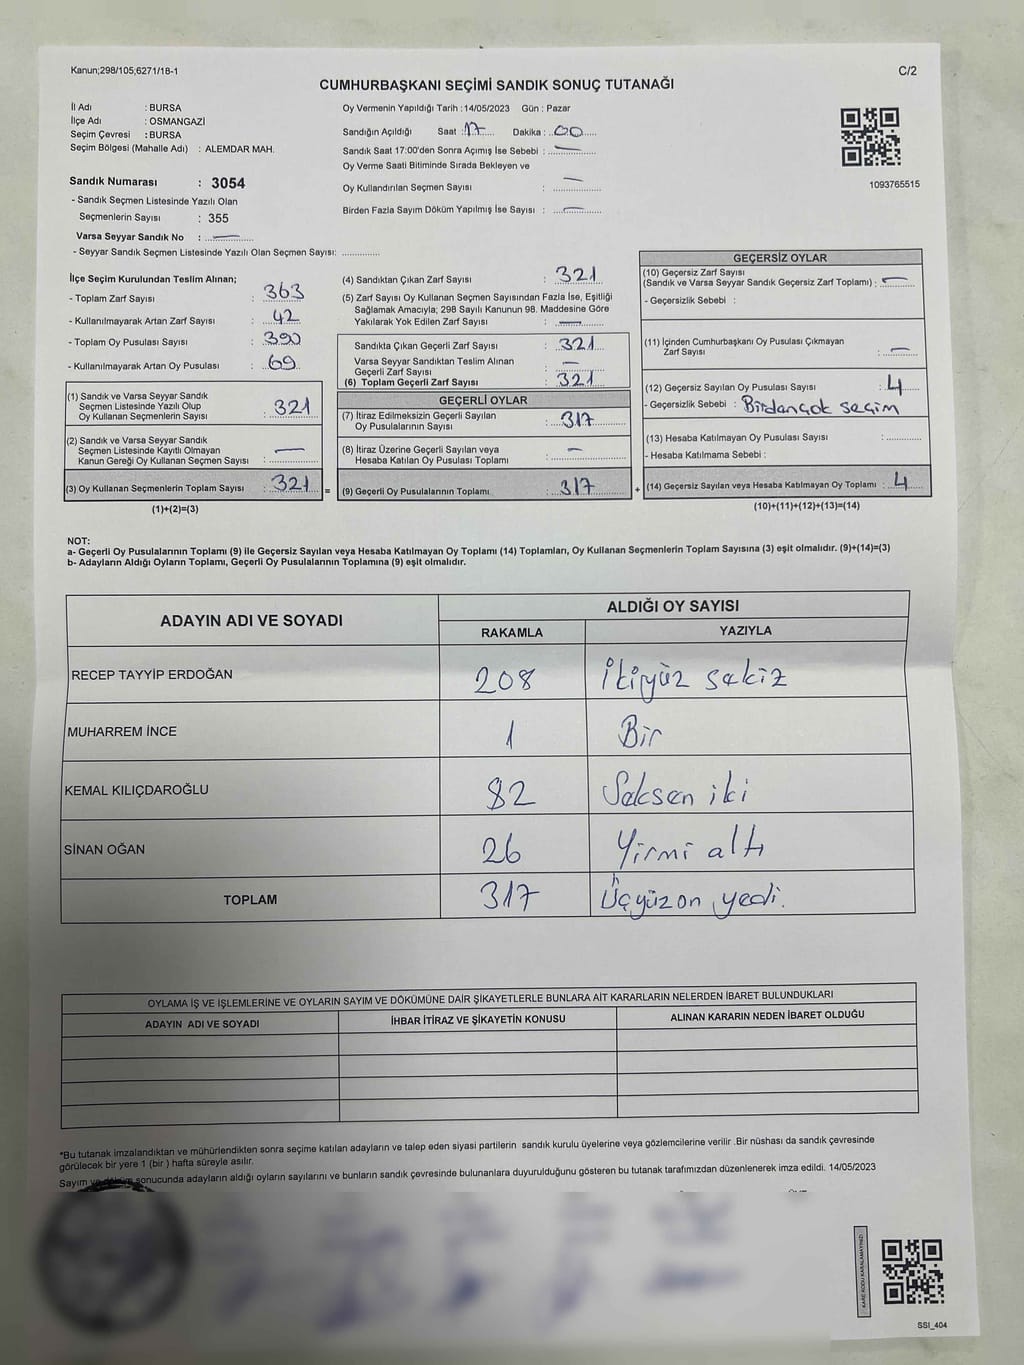 Kanun;298/105;6271/18-1
C/2
CUMHURBAŞKANI SEÇİMİ SANDIK SONUÇ TUTANAĞI
İl Adı : BURSA
İlçe Adı : OSMANGAZİ
Seçim Çevresi : BURSA
Seçim Bölgesi (Mahalle Adı) : ALEMDAR MAH.
Sandık Numarası : 3054
- Sandık Seçmen Listesinde Yazılı Olan
Seçmenlerin Sayısı : 355
Varsa Seyyar Sandık No :
- Seyyar Sandık Seçmen Listesinde Yazılı Olan Seçmen Sayısı:
Oy Vermenin Yapıldığı Tarih :14/05/2023 Gün : Pazar
Sandığın Açıldığı Saat : 17 Dakika : 00
Sandık Saat 17:00'den Sonra Açımış İse Sebebi : —
Oy Verme Saati Bitiminde Sırada Bekleyen ve
Oy Kullandırılan Seçmen Sayısı : —
Birden Fazla Sayım Döküm Yapılmış İse Sayısı : —
1093765515
İlçe Seçim Kurulundan Teslim Alınan;
- Toplam Zarf Sayısı : 363
- Kullanılmayarak Artan Zarf Sayısı : 42
- Toplam Oy Pusulası Sayısı : 390
- Kullanılmayarak Artan Oy Pusulası : 69
(1) Sandık ve Varsa Seyyar Sandık
Seçmen Listesinde Yazılı Olup
Oy Kullanan Seçmenlerin Sayısı : 321
(2) Sandık ve Varsa Seyyar Sandık
Seçmen Listesinde Kayıtlı Olmayan
Kanun Gereği Oy Kullanan Seçmen Sayısı : —
(3) Oy Kullanan Seçmenlerin Toplam Sayısı : 321
(1)+(2)=(3)
=
(4) Sandıktan Çıkan Zarf Sayısı : 321
(5) Zarf Sayısı Oy Kullanan Seçmen Sayısından Fazla İse, Eşitliği
Sağlamak Amacıyla; 298 Sayılı Kanunun 98. Maddesine Göre
Yakılarak Yok Edilen Zarf Sayısı : —
Sandıkta Çıkan Geçerli Zarf Sayısı : 321
Varsa Seyyar Sandıktan Teslim Alınan
Geçerli Zarf Sayısı : —
(6) Toplam Geçerli Zarf Sayısı : 321
GEÇERLİ OYLAR
(7) İtiraz Edilmeksizin Geçerli Sayılan
Oy Pusulalarının Sayısı : 317
(8) İtiraz Üzerine Geçerli Sayılan veya
Hesaba Katılan Oy Pusulası Toplamı : —
(9) Geçerli Oy Pusulalarının Toplamı : 317
+
GEÇERSİZ OYLAR
(10) Geçersiz Zarf Sayısı
(Sandık ve Varsa Seyyar Sandık Geçersiz Zarf Toplamı) : —
- Geçersizlik Sebebi :
(11) İçinden Cumhurbaşkanı Oy Pusulası Çıkmayan
Zarf Sayısı : —
(12) Geçersiz Sayılan Oy Pusulası Sayısı : 4
- Geçersizlik Sebebi : Birdançok seçim
(13) Hesaba Katılmayan Oy Pusulası Sayısı :
- Hesaba Katılmama Sebebi :
(14) Geçersiz Sayılan veya Hesaba Katılmayan Oy Toplamı : 4
(10)+(11)+(12)+(13)=(14)
NOT:
a- Geçerli Oy Pusulalarının Toplamı (9) ile Geçersiz Sayılan veya Hesaba Katılmayan Oy Toplamı (14) Toplamları, Oy Kullanan Seçmenlerin Toplam Sayısına (3) eşit olmalıdır. (9)+(14)=(3)
b- Adayların Aldığı Oyların Toplamı, Geçerli Oy Pusulalarının Toplamına (9) eşit olmalıdır.
ADAYIN ADI VE SOYADI
ALDIĞI OY SAYISI
RAKAMLA YAZIYLA
RECEP TAYYİP ERDOĞAN 208 İkiyüz sekiz
MUHARREM İNCE 1 Bir
KEMAL KILIÇDAROĞLU 82 Seksen iki
SİNAN OĞAN 26 Yirmi altı
TOPLAM 317 Üçyüzon yedi.
OYLAMA İŞ VE İŞLEMLERİNE VE OYLARIN SAYIM VE DÖKÜMÜNE DAİR ŞİKAYETLERLE BUNLARA AİT KARARLARIN NELERDEN İBARET BULUNDUKLARI
ADAYIN ADI VE SOYADI İHBAR İTİRAZ VE ŞİKAYETİN KONUSU ALINAN KARARIN NEDEN İBARET OLDUĞU
*Bu tutanak imzalandıktan ve mühürlendikten sonra seçime katılan adayların ve talep eden siyasi partilerin sandık kurulu üyelerine veya gözlemcilerine verilir .Bir nüshası da sandık çevresinde
görülecek bir yere 1 (bir ) hafta süreyle asılır.
Sayım ve döküm sonucunda adayların aldığı oyların sayılarını ve bunların sandık çevresinde bulunanlara duyurulduğunu gösteren bu tutanak tarafımızdan düzenlenerek imza edildi. 14/05/2023
KARE KODU KARALAMAYINIZ!
SSI_404